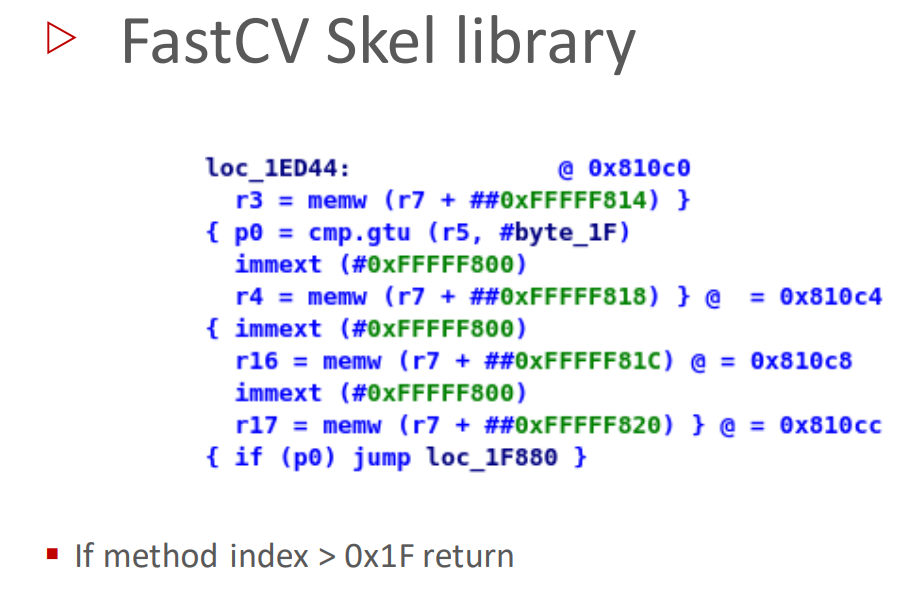 FastCV Skel library
loc_1ED44: @ 0x810c0
r3 = memw (r7 + ##0xFFFFF814) }
{ p0 = cmp.gtu (r5, #byte_1F)
immext (#0xFFFFF800)
r4 = memw (r7 + ##0xFFFFF818) } @ = 0x810c4
{ immext (#0xFFFFF800)
r16 = memw (r7 + ##0xFFFFF81C) @ = 0x810c8
immext (#0xFFFFF800)
r17 = memw (r7 + ##0xFFFFF820) } @ = 0x810cc
{ if (p0) jump loc_1F880 }
If method index > 0x1F return